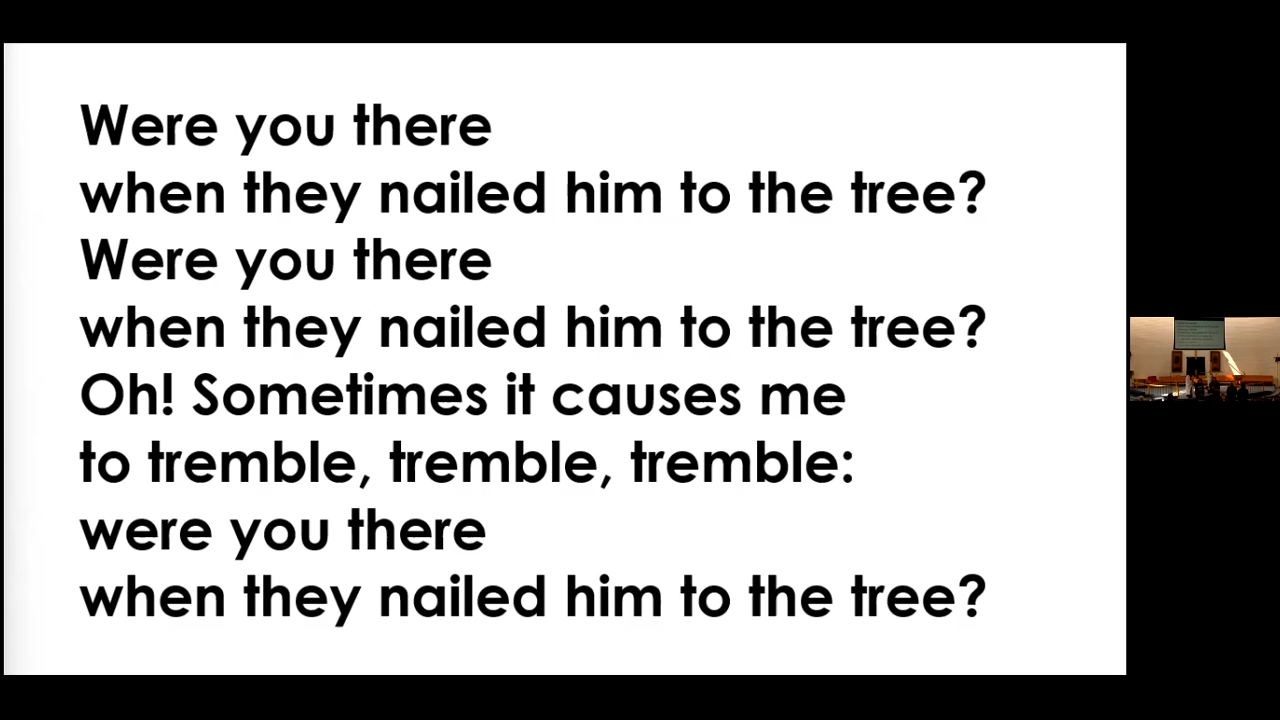 Were you there
when they nailed him to the tree?
Were you there
when they nailed him to the tree?
Oh! Sometimes it causes me
to tremble, tremble, tremble:
were you there
when they nailed him to the tree?